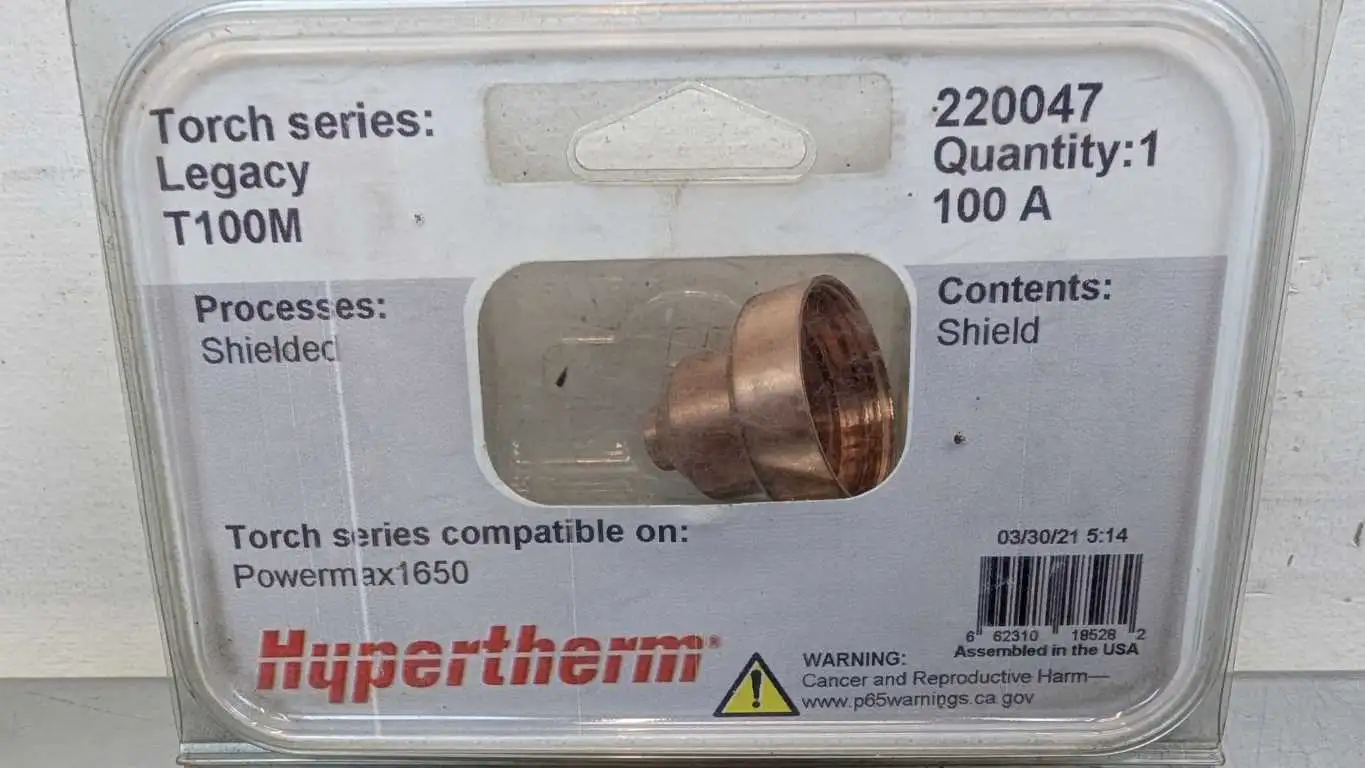 Torch series:
Legacy
T100M
220047
Quantity:1
100 A
Processes:
Shielded
Contents:
Shield
Torch series compatible on:
Powermax1650
Hypertherm®
03/30/21 5:14
6 62310 18528 2
Assembled in the USA
WARNING:
Cancer and Reproductive Harm—
www.p65warnings.ca.gov